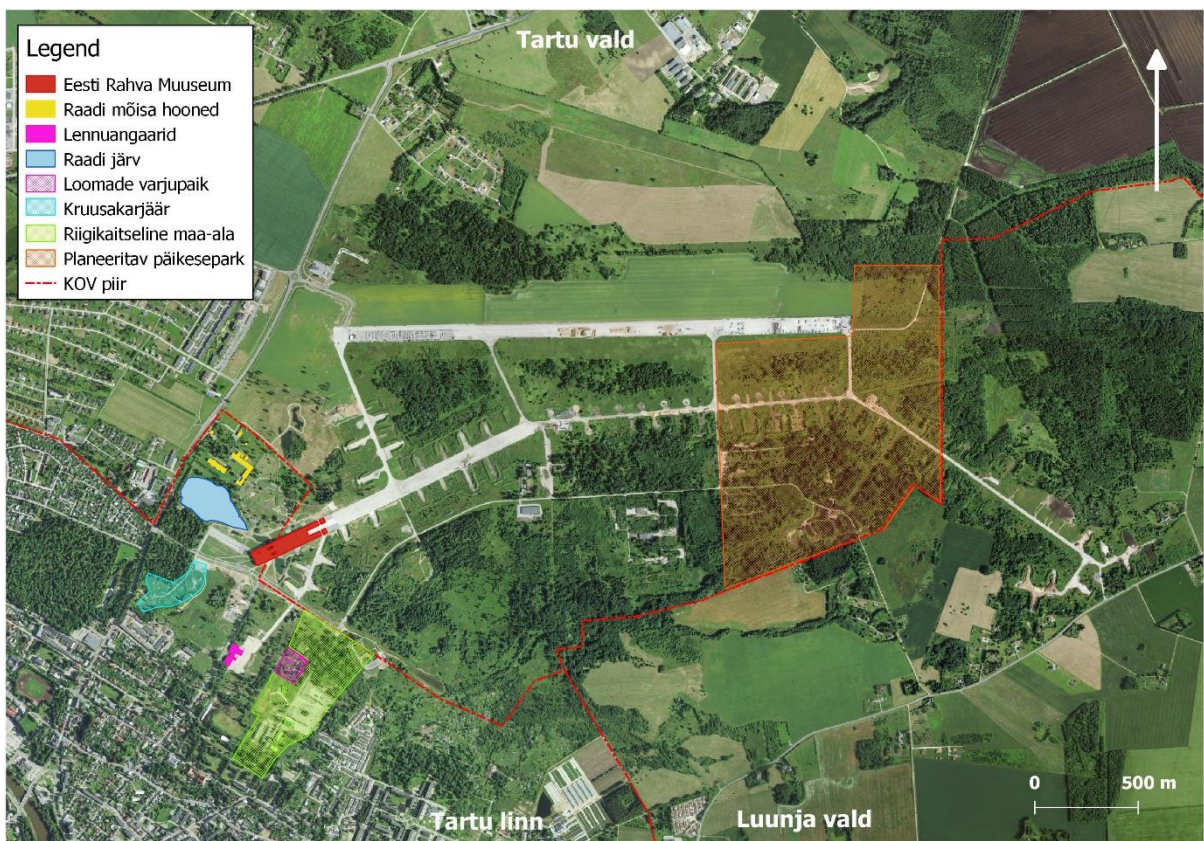 Tartu vald
Legend
Eesti Rahva Muuseum
Raadi mõisa hooned
Lennuangaarid
Raadi järv
Loomade varjupaik
Kruusakarjäär
Riigikaitseline maa-ala
Planeeritav päikesepark
KOV piir
0 500 m
Tartu linn
Luunja vald